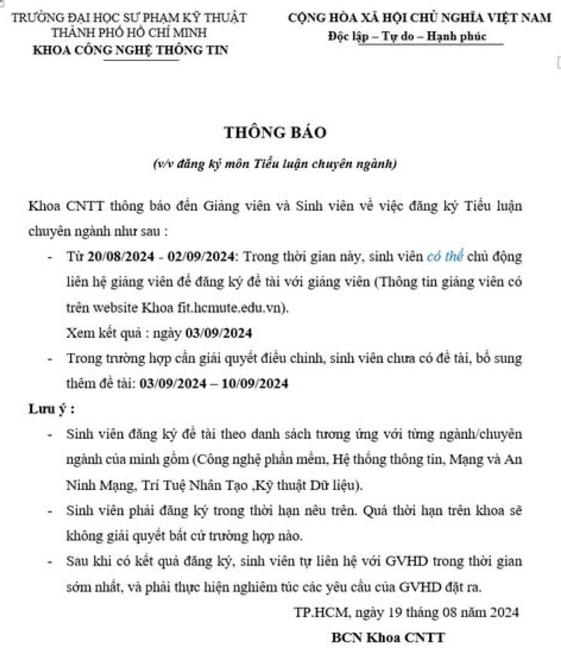 TRƯỜNG ĐẠI HỌC SƯ PHẠM KỸ THUẬT
THÀNH PHỐ HỒ CHÍ MINH
KHOA CÔNG NGHỆ THÔNG TIN
CỘNG HÒA XÃ HỘI CHỦ NGHĨA VIỆT NAM
Độc lập – Tự do – Hạnh phúc
THÔNG BÁO
(v/v đăng ký môn Tiểu luận chuyên ngành)
Khoa CNTT thông báo đến Giảng viên và Sinh viên về việc đăng ký Tiểu luận
chuyên ngành như sau :
- Từ 20/08/2024 - 02/09/2024: Trong thời gian này, sinh viên có thể chủ động
liên hệ giảng viên để đăng ký đề tài với giảng viên (Thông tin giảng viên có
trên website Khoa fit.hcmute.edu.vn).
Xem kết quả : ngày 03/09/2024
- Trong trường hợp cần giải quyết điều chỉnh, sinh viên chưa có đề tài, bổ sung
thêm đề tài: 03/09/2024 – 10/09/2024
Lưu ý :
- Sinh viên đăng ký đề tài theo danh sách tương ứng với từng ngành/chuyên
ngành của mình gồm (Công nghệ phần mềm, Hệ thống thông tin, Mạng và An
Ninh Mạng, Trí Tuệ Nhân Tạo ,Kỹ thuật Dữ liệu).
- Sinh viên phải đăng ký trong thời hạn nêu trên. Quá thời hạn trên khoa sẽ
không giải quyết bất cứ trường hợp nào.
- Sau khi có kết quả đăng ký, sinh viên tự liên hệ với GVHD trong thời gian
sớm nhất, và phải thực hiện nghiêm túc các yêu cầu của GVHD đặt ra.
TP.HCM, ngày 19 tháng 08 năm 2024
BCN Khoa CNTT